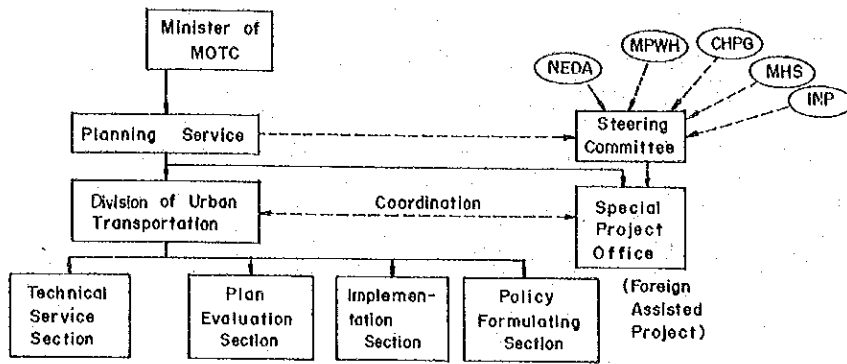 Minister of
MOTC
NEDA
MPWH
CHPG
MHS
INP
Planning Service
Steering
Committee
Division of Urban
Transportation
Coordination
Special
Project
Office
(Foreign
Assisted
Project)
Technical
Service
Section
Plan
Evaluation
Section
Implemen-
tation
Section
Policy
Formulating
Section